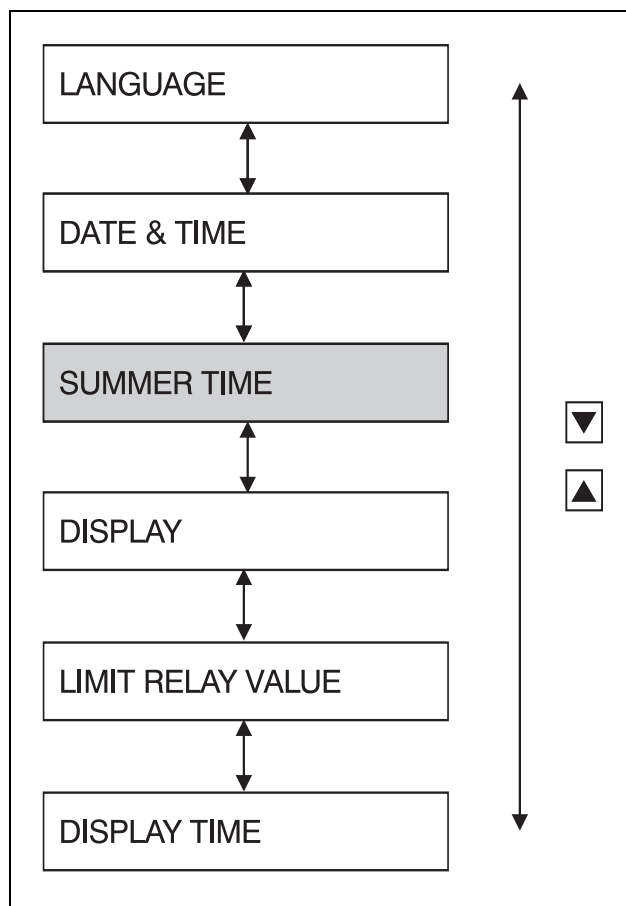 LANGUAGE
DATE & TIME
SUMMER TIME
DISPLAY
LIMIT RELAY VALUE
DISPLAY TIME